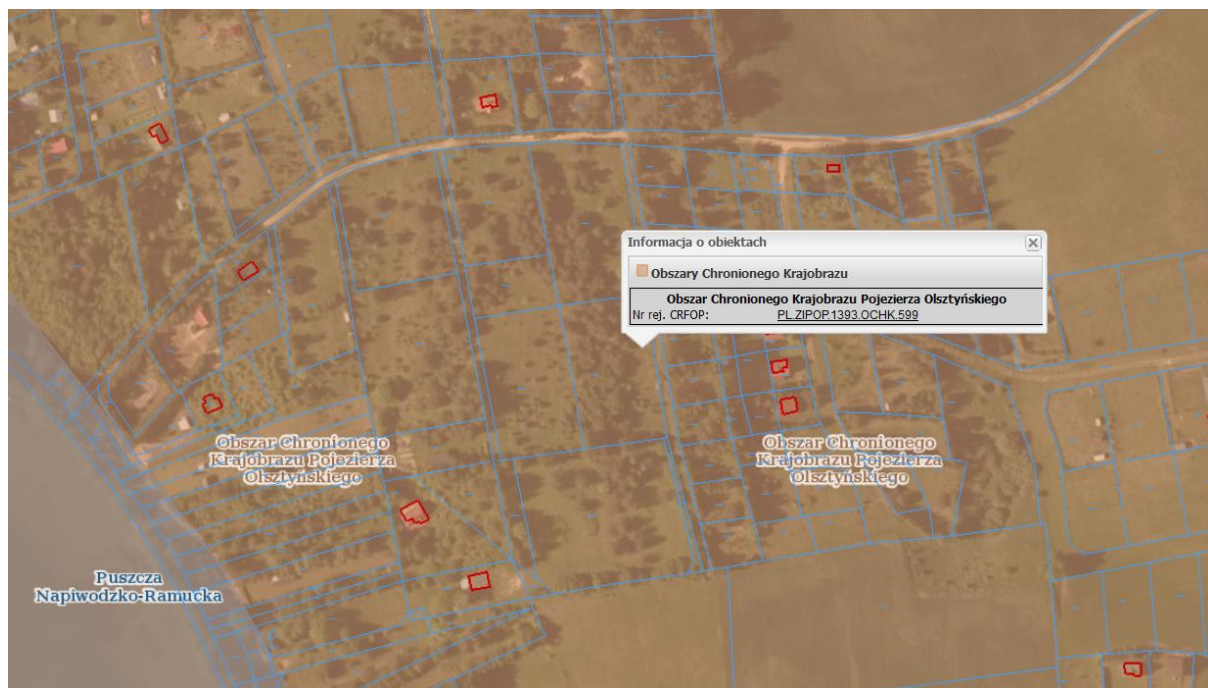 Informacja o obiektach
Obszary Chronionego Krajobrazu
Obszar Chronionego Krajobrazu Pojezierza Olsztyńskiego
Nr rej. CRFOP: PL.ZIPOP.1393.OCHK.599
Obszar Chronionego
Krajobrazu Pojezierza
Olsztyńskiego
Obszar Chronionego
Krajobrazu Pojezierza
Olsztyńskiego
Puszcza
Napiwodzko-Ramucka